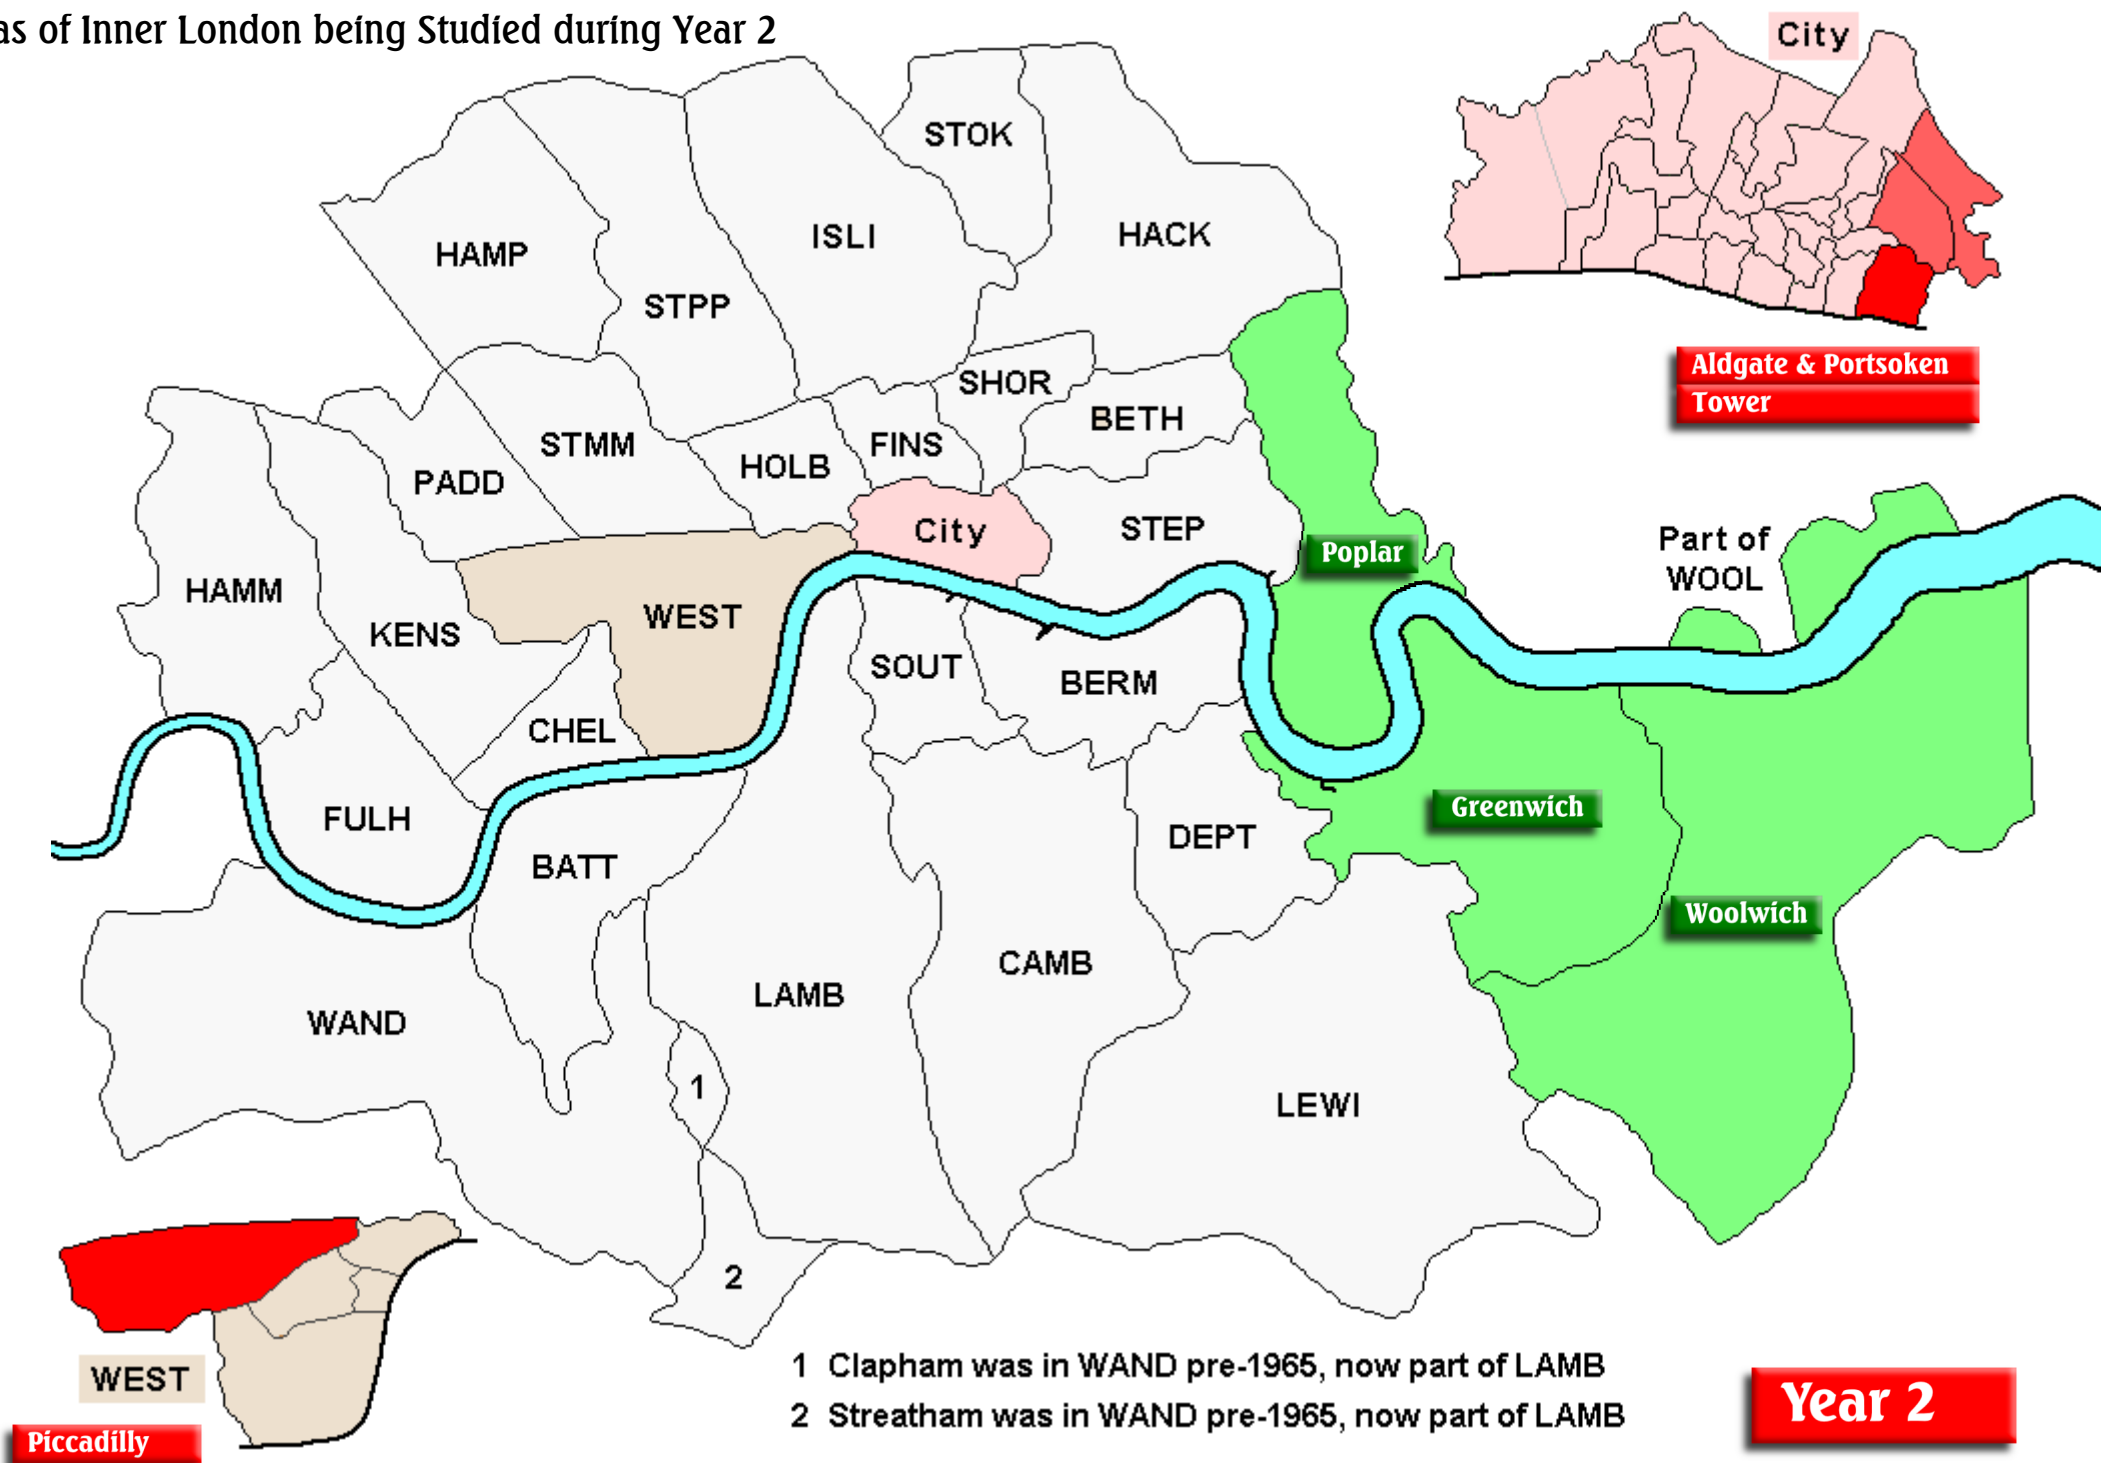 as of Inner London being Studied during Year 2
City
STOK
HACK
ISLI
HAMP
STPP
Aldgate & Portsoken
Tower
SHOR
BETH
STMM
FINS
HOLB
PADD
City
STEP
Poplar
Part of
WOOL
HAMM
WEST
KENS
SOUT
BERM
CHEL
Greenwich
FULH
DEPT
BATT
Woolwich
CAMB
LAMB
WAND
1
LEWI
2
WEST
1 Clapham was in WAND pre-1965, now part of LAMB
2 Streatham was in WAND pre-1965, now part of LAMB
Year 2
Piccadilly